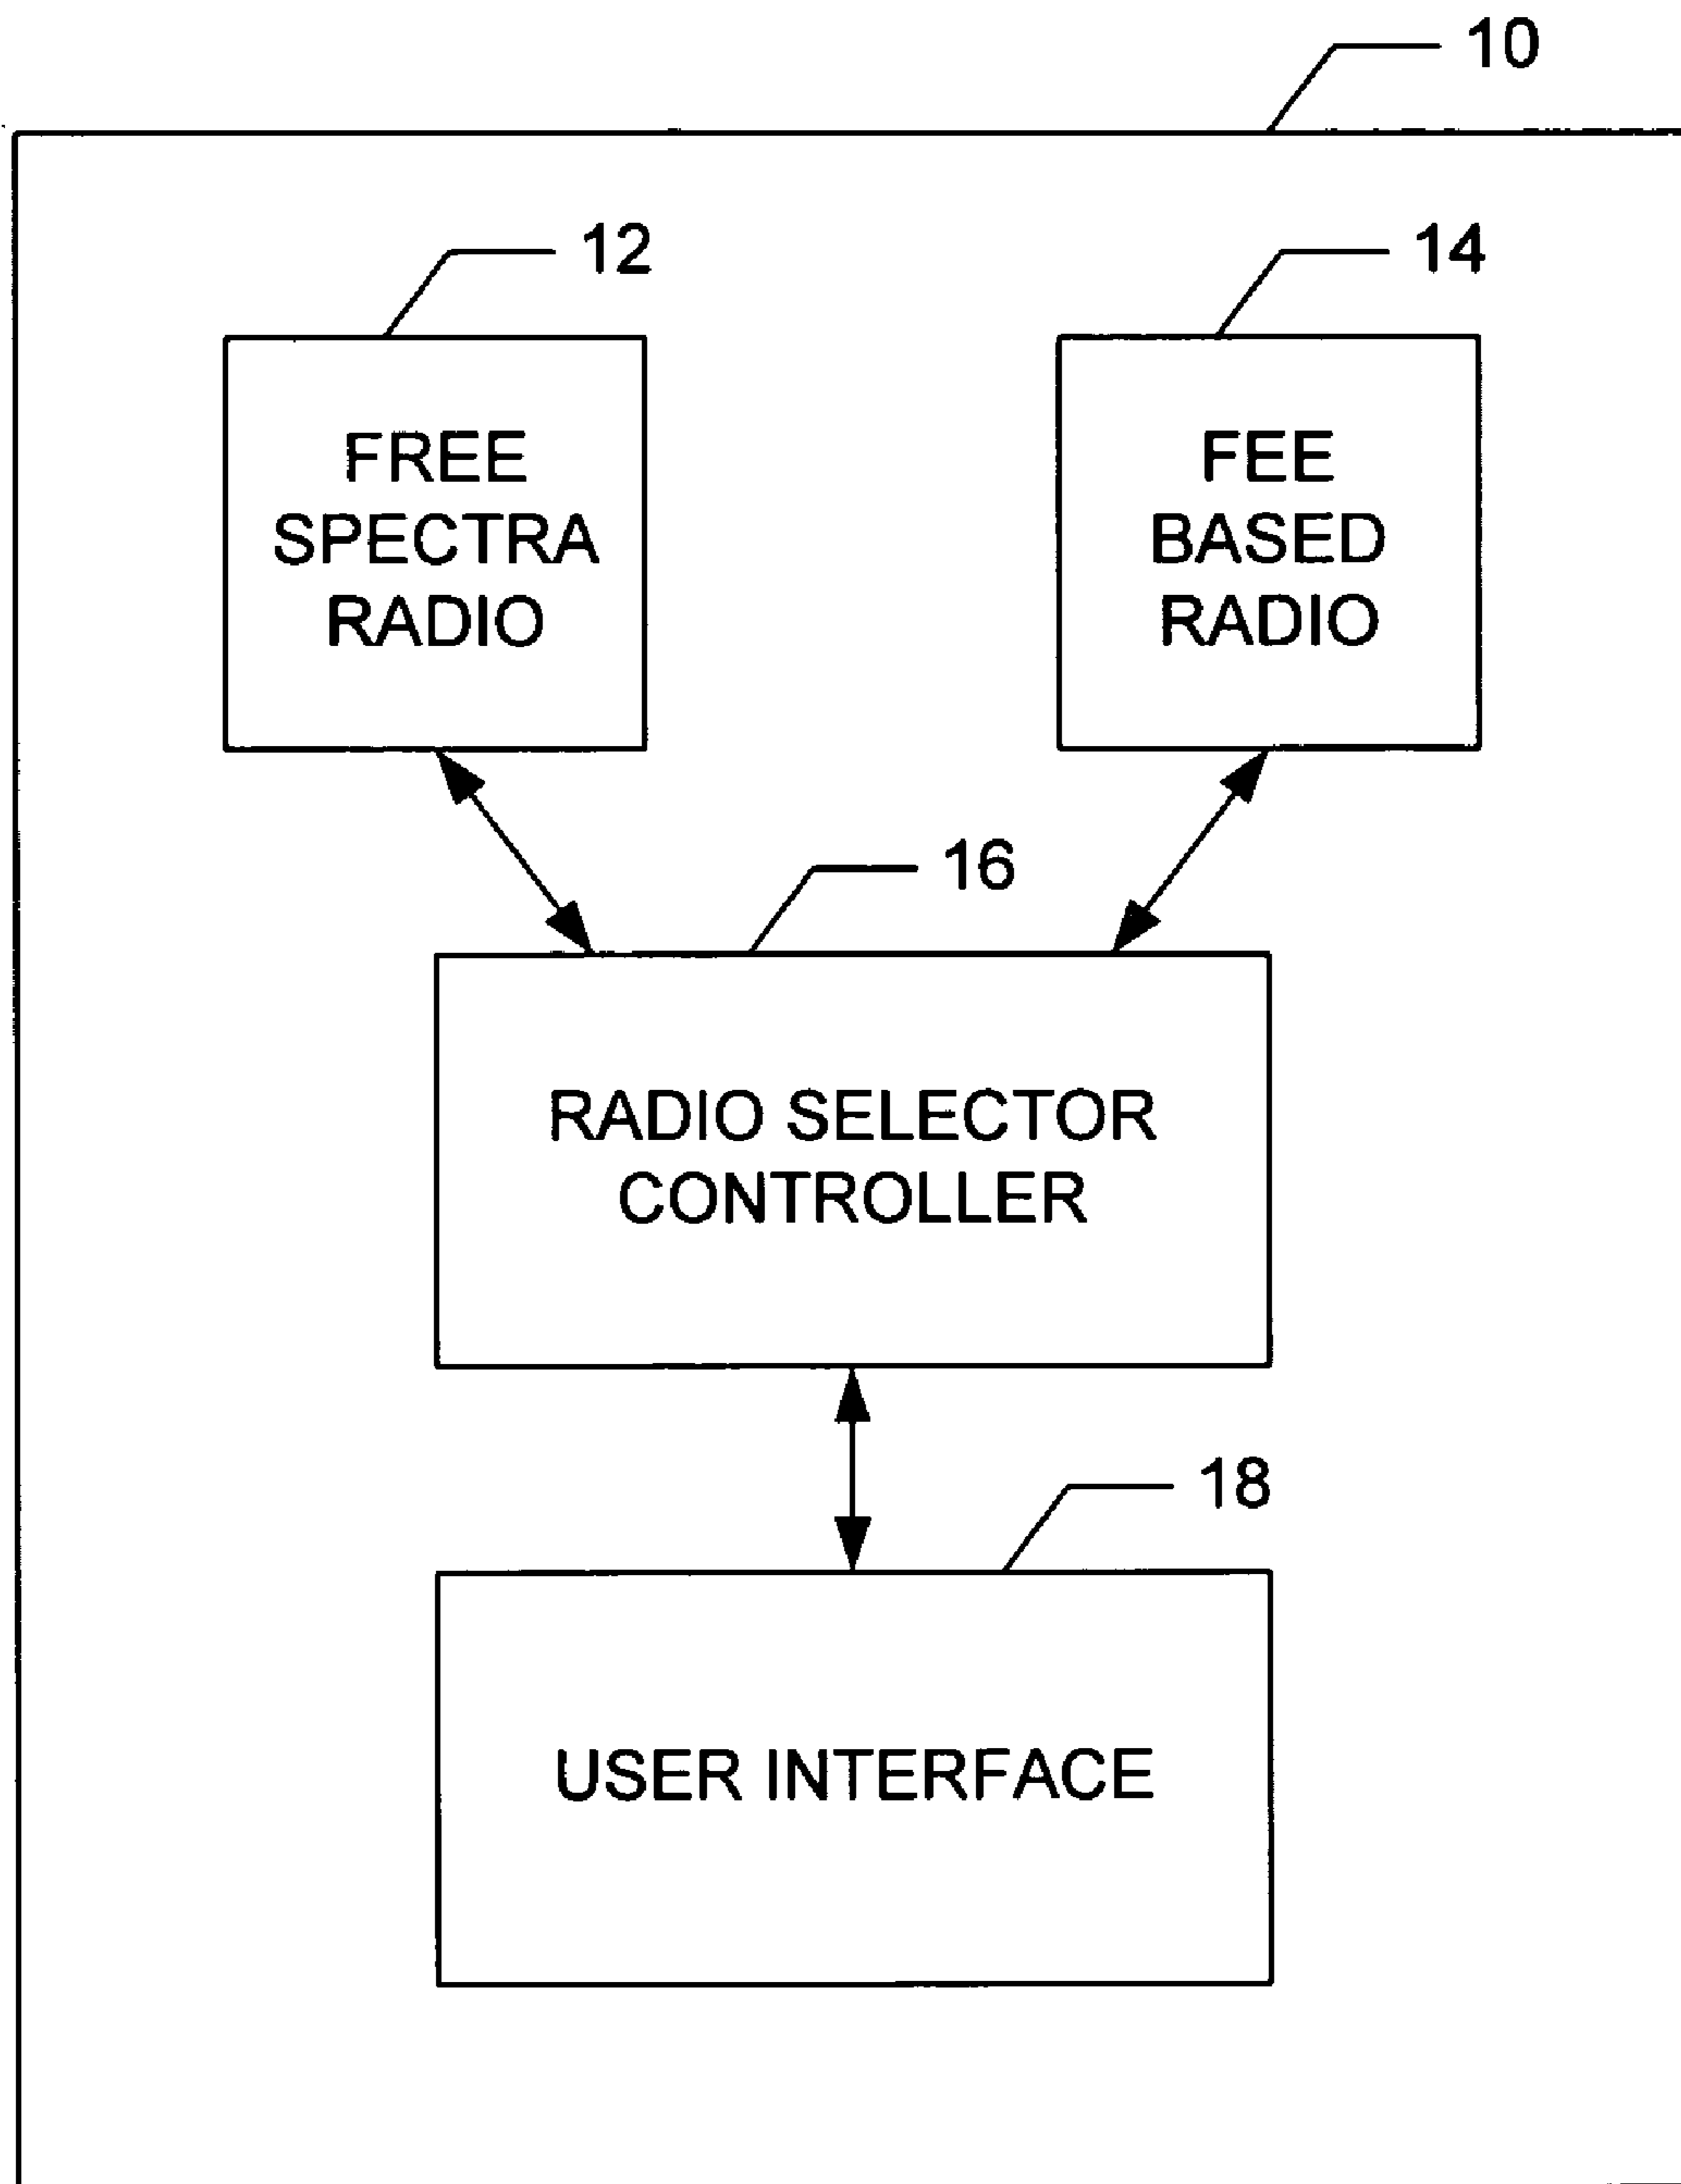 10
12
14
FREE
SPECTRA
RADIO
FEE
BASED
RADIO
16
RADIO SELECTOR
CONTROLLER
18
USER INTERFACE